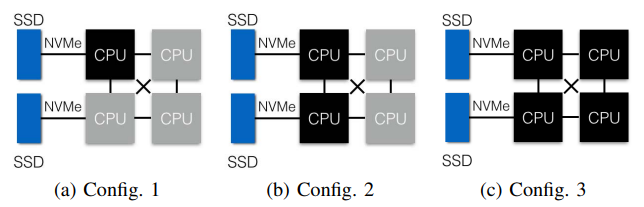 SSD SSD SSD
NVMe CPU CPU NVMe CPU CPU NVMe CPU CPU
NVMe CPU CPU NVMe CPU CPU NVMe CPU CPU
SSD SSD SSD
(a) Config. 1 (b) Config. 2 (c) Config. 3